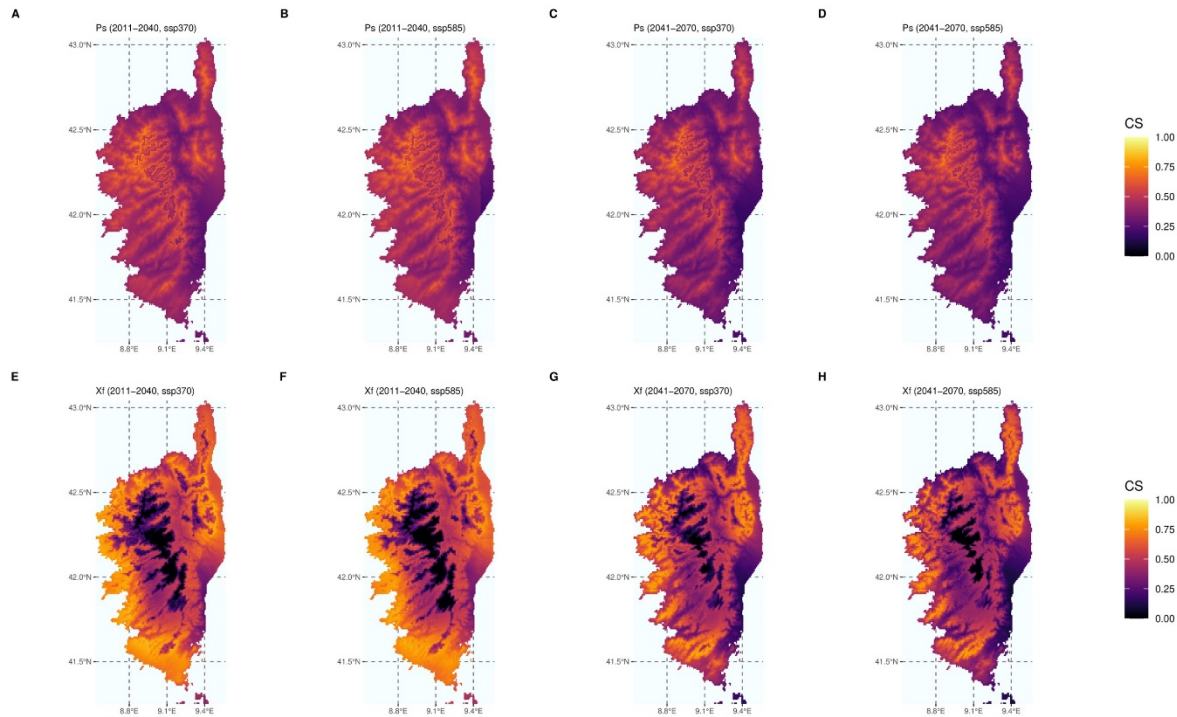 A
B
C
D
Ps (2011−2040, ssp370)
Ps (2011−2040, ssp585)
Ps (2041−2070, ssp370)
Ps (2041−2070, ssp585)
43.0°N
43.0°N
43.0°N
43.0°N
42.5°N
42.5°N
42.5°N
42.5°N
42.0°N
42.0°N
42.0°N
42.0°N
41.5°N
41.5°N
41.5°N
41.5°N
8.8°E 9.1°E 9.4°E
8.8°E 9.1°E 9.4°E
8.8°E 9.1°E 9.4°E
8.8°E 9.1°E 9.4°E
CS
1.00
0.75
0.50
0.25
0.00
E
F
G
H
Xf (2011−2040, ssp370)
Xf (2011−2040, ssp585)
Xf (2041−2070, ssp370)
Xf (2041−2070, ssp585)
43.0°N
43.0°N
43.0°N
43.0°N
42.5°N
42.5°N
42.5°N
42.5°N
42.0°N
42.0°N
42.0°N
42.0°N
41.5°N
41.5°N
41.5°N
41.5°N
8.8°E 9.1°E 9.4°E
8.8°E 9.1°E 9.4°E
8.8°E 9.1°E 9.4°E
8.8°E 9.1°E 9.4°E
CS
1.00
0.75
0.50
0.25
0.00